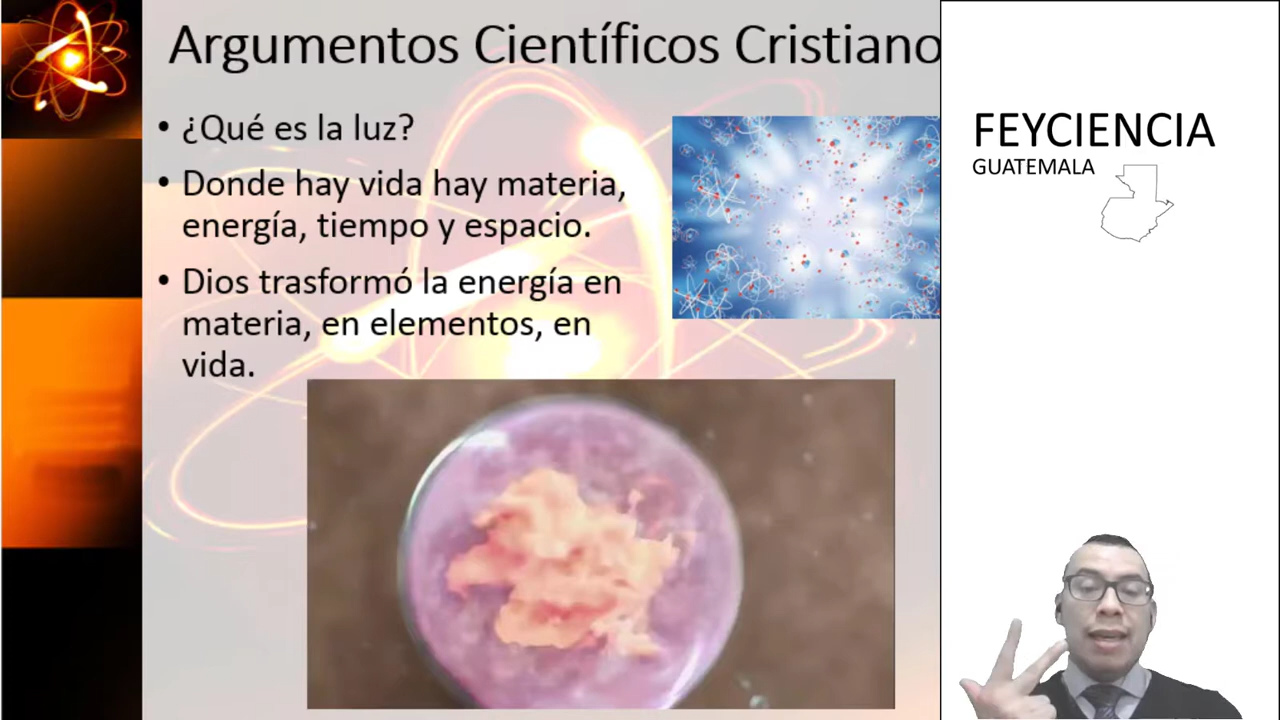 Argumentos Científicos Cristiano
• ¿Qué es la luz?
• Donde hay vida hay materia,
energía, tiempo y espacio.
• Dios trasformó la energía en
materia, en elementos, en
vida.
FEYCIENCIA
GUATEMALA